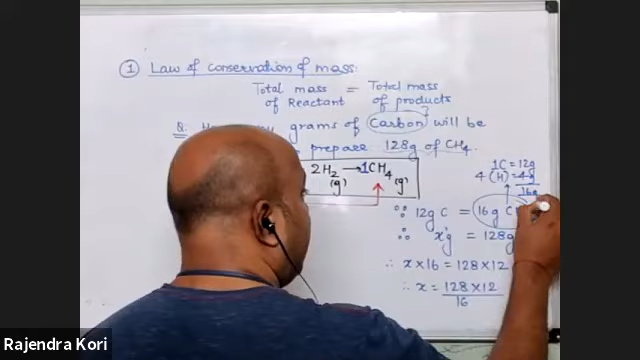 ① Law of conservation of mass:
Total mass = Total mass
of Reactant of products
Q. grams of Carbon will be
prepare 128g of CH4.
2H2 → 1CH4
(g) (g)
1C = 12g
4 (H) = 4g
16g
∵ 12g C = 16 g C
∴ x g = 128g
∴ x × 16 = 128 × 12
∴ x = 128 × 12
16
Rajendra Kori